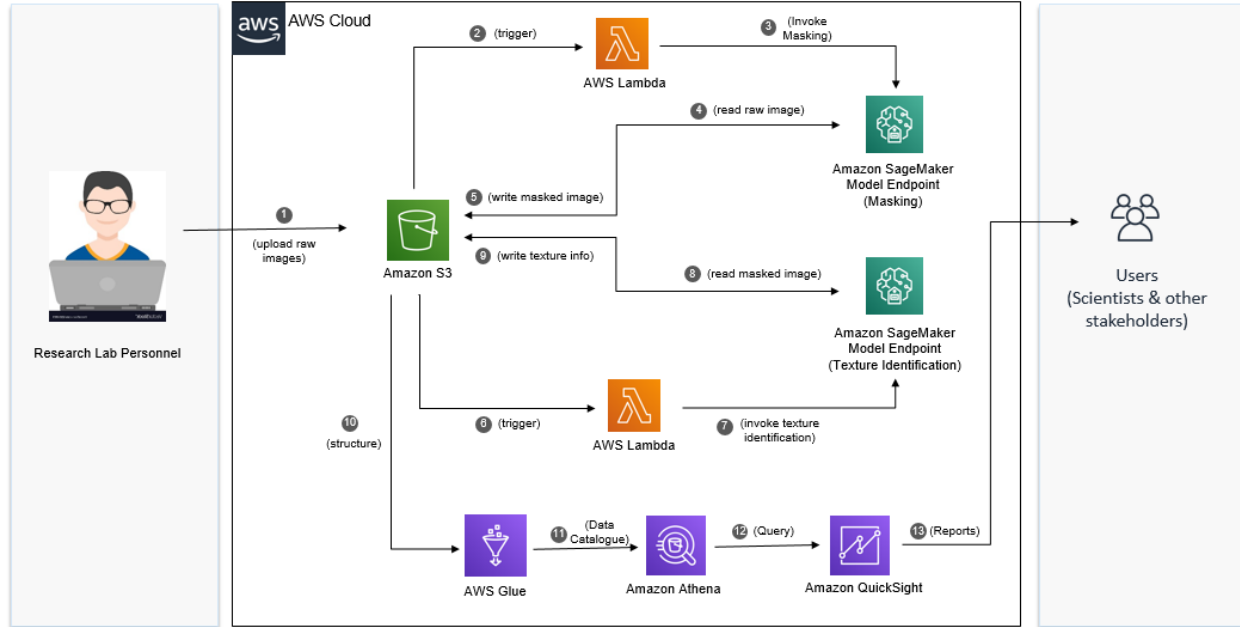 aws
AWS Cloud
2 (trigger)
AWS Lambda
3 (Invoke
Masking)
4 (read raw image)
Amazon SageMaker
Model Endpoint
(Masking)
1
(upload raw
images)
5 (write masked image)
Amazon S3
9 (write texture info)
8 (read masked image)
Amazon SageMaker
Model Endpoint
(Texture Identification)
Research Lab Personnel
Users
(Scientists & other
stakeholders)
6 (trigger)
AWS Lambda
7 (invoke texture
identification)
10
(structure)
AWS Glue
11 (Data
Catalogue)
Amazon Athena
12 (Query)
Amazon QuickSight
13 (Reports)